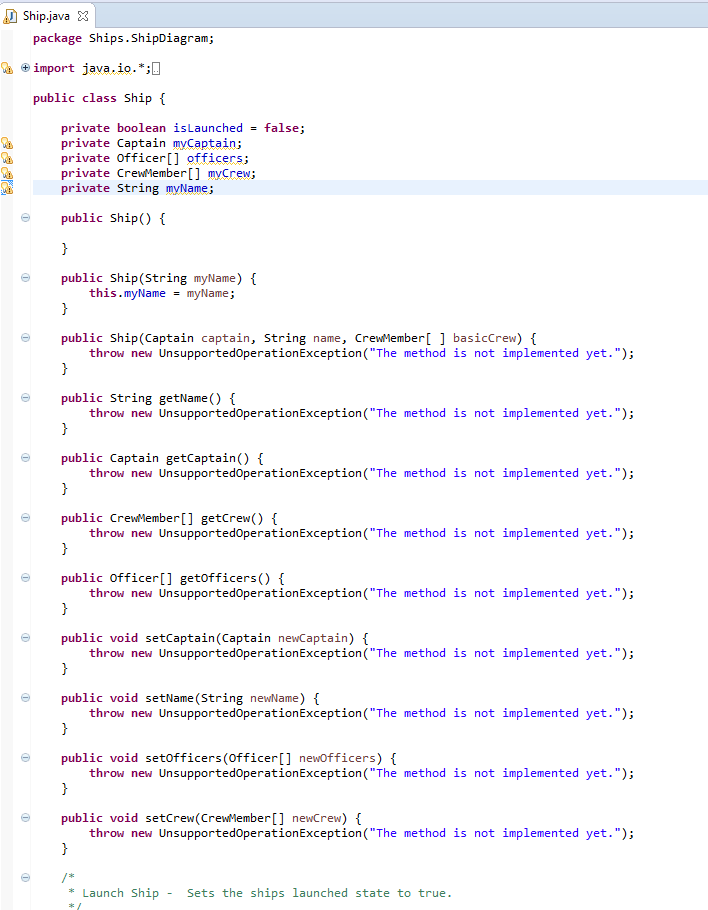 Ship.java
package Ships.ShipDiagram;
import java.io.*;
public class Ship {
private boolean isLaunched = false;
private Captain myCaptain;
private Officer[] officers;
private CrewMember[] myCrew;
private String myName;
public Ship() {
}
public Ship(String myName) {
this.myName = myName;
}
public Ship(Captain captain, String name, CrewMember[ ] basicCrew) {
throw new UnsupportedOperationException("The method is not implemented yet.");
}
public String getName() {
throw new UnsupportedOperationException("The method is not implemented yet.");
}
public Captain getCaptain() {
throw new UnsupportedOperationException("The method is not implemented yet.");
}
public CrewMember[] getCrew() {
throw new UnsupportedOperationException("The method is not implemented yet.");
}
public Officer[] getOfficers() {
throw new UnsupportedOperationException("The method is not implemented yet.");
}
public void setCaptain(Captain newCaptain) {
throw new UnsupportedOperationException("The method is not implemented yet.");
}
public void setName(String newName) {
throw new UnsupportedOperationException("The method is not implemented yet.");
}
public void setOfficers(Officer[] newOfficers) {
throw new UnsupportedOperationException("The method is not implemented yet.");
}
public void setCrew(CrewMember[] newCrew) {
throw new UnsupportedOperationException("The method is not implemented yet.");
}
/*
* Launch Ship -  Sets the ships launched state to true.
*/